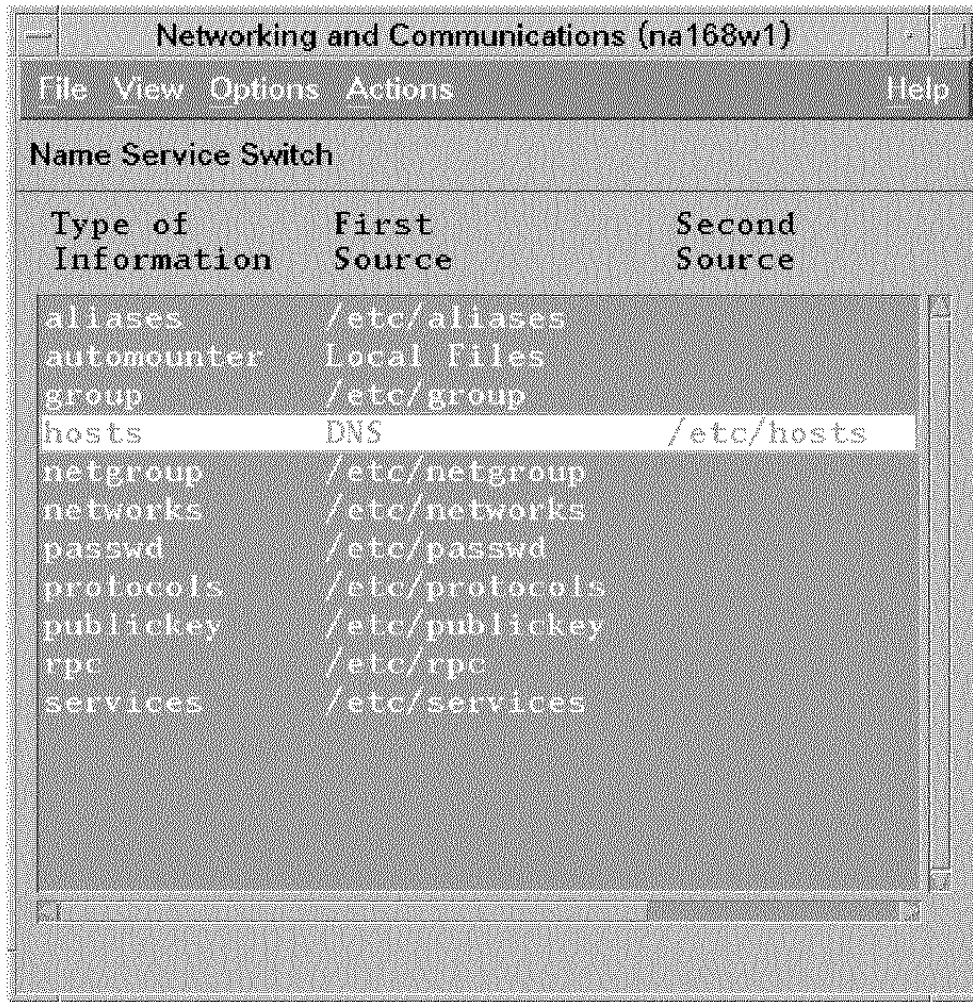 Networking and Communications (na168w1)
File View Options Actions Help
Name Service Switch
Type of First Second
Information Source Source
aliases /etc/aliases
automounter Local Files
group /etc/group
hosts DNS /etc/hosts
netgroup /etc/netgroup
networks /etc/networks
passwd /etc/passwd
protocols /etc/protocols
publickey /etc/publickey
rpc /etc/rpc
services /etc/services